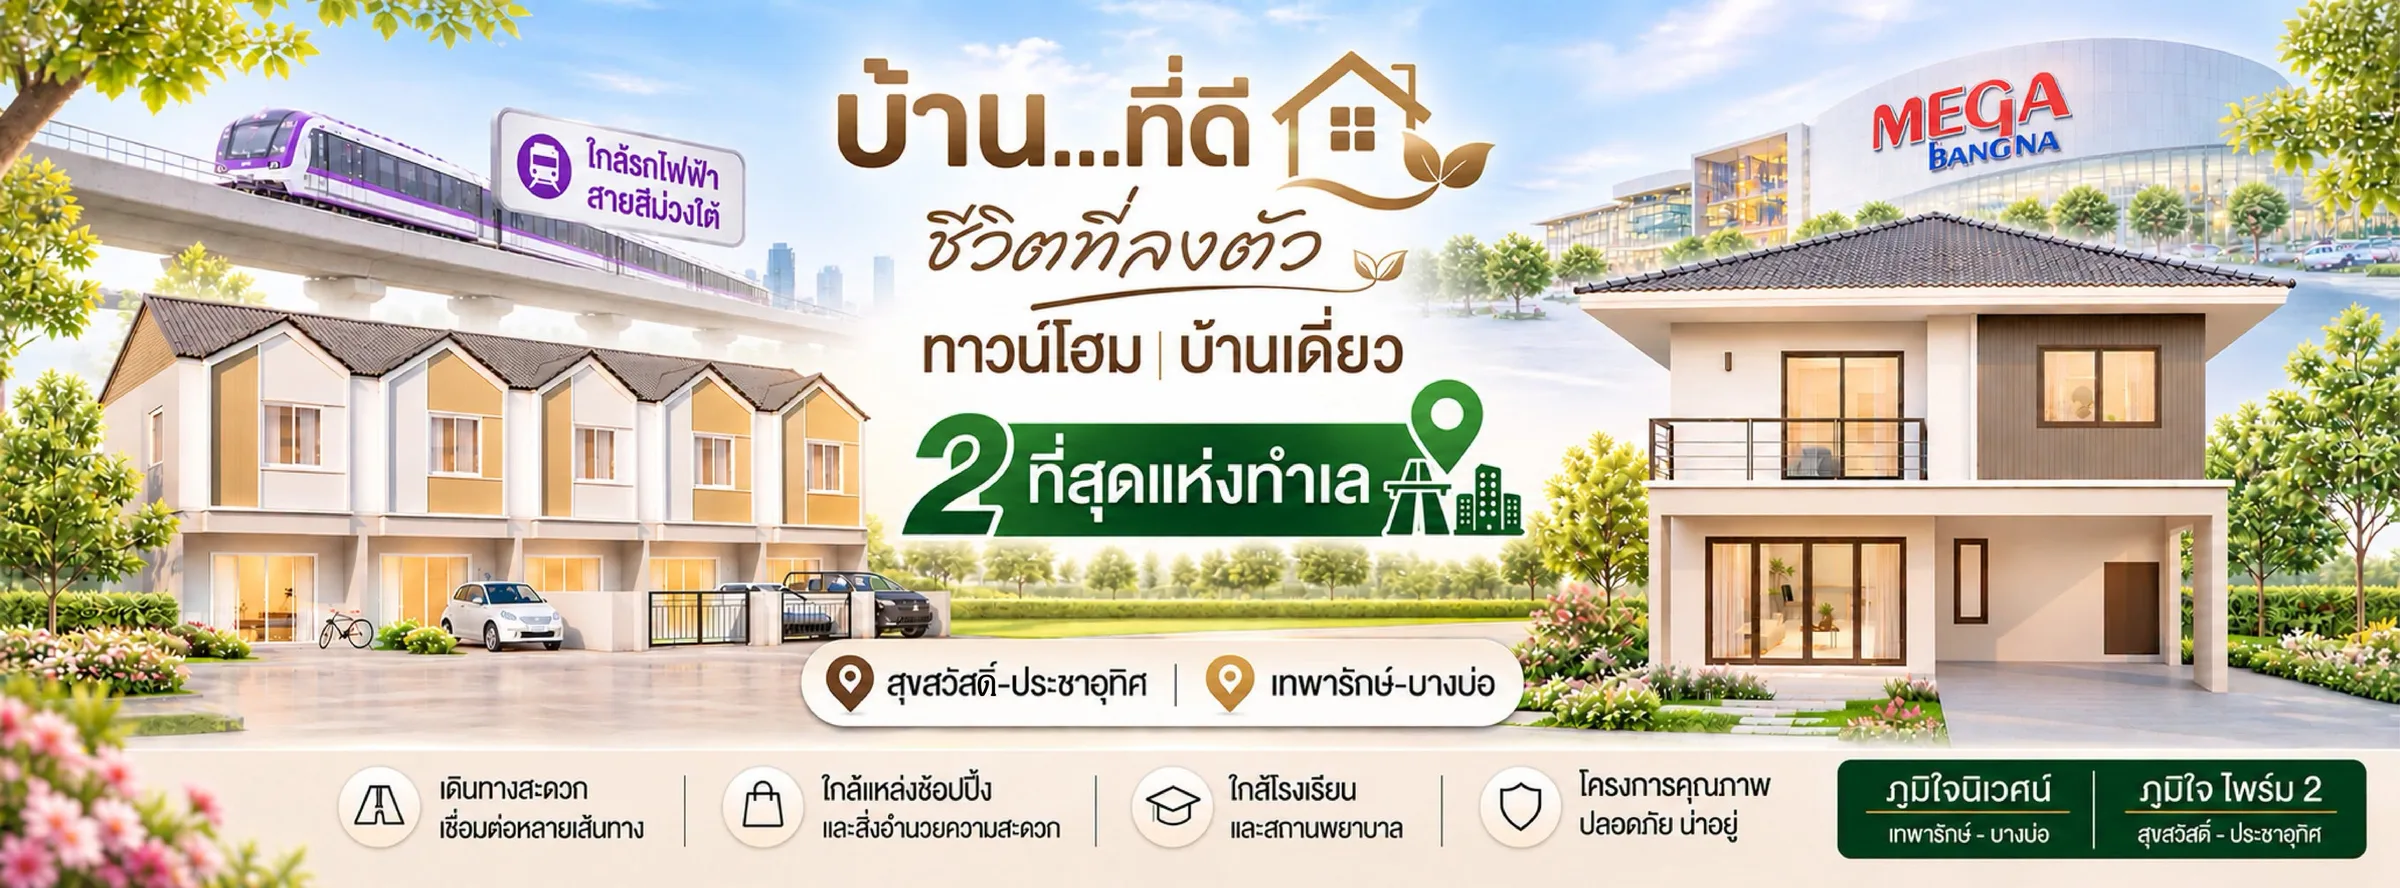 ใกล้รถไฟฟ้า
สายสีม่วงใต้
บ้าน...ที่ดี
ชีวิตที่ลงตัว
ทาวน์โฮม | บ้านเดี่ยว
2 ที่สุดแห่งทำเล
MEGA
BANGNA
สุขสวัสดิ์-ประชาอุทิศ
เทพารักษ์-บางบ่อ
เดินทางสะดวก
เชื่อมต่อหลายเส้นทาง
ใกล้แหล่งช้อปปิ้ง
และสิ่งอำนวยความสะดวก
ใกล้โรงเรียน
และสถานพยาบาล
โครงการคุณภาพ
ปลอดภัย น่าอยู่
ภูมิใจนิเวศน์
เทพารักษ์ - บางบ่อ
ภูมิใจ ไพร์ม 2
สุขสวัสดิ์ - ประชาอุทิศ